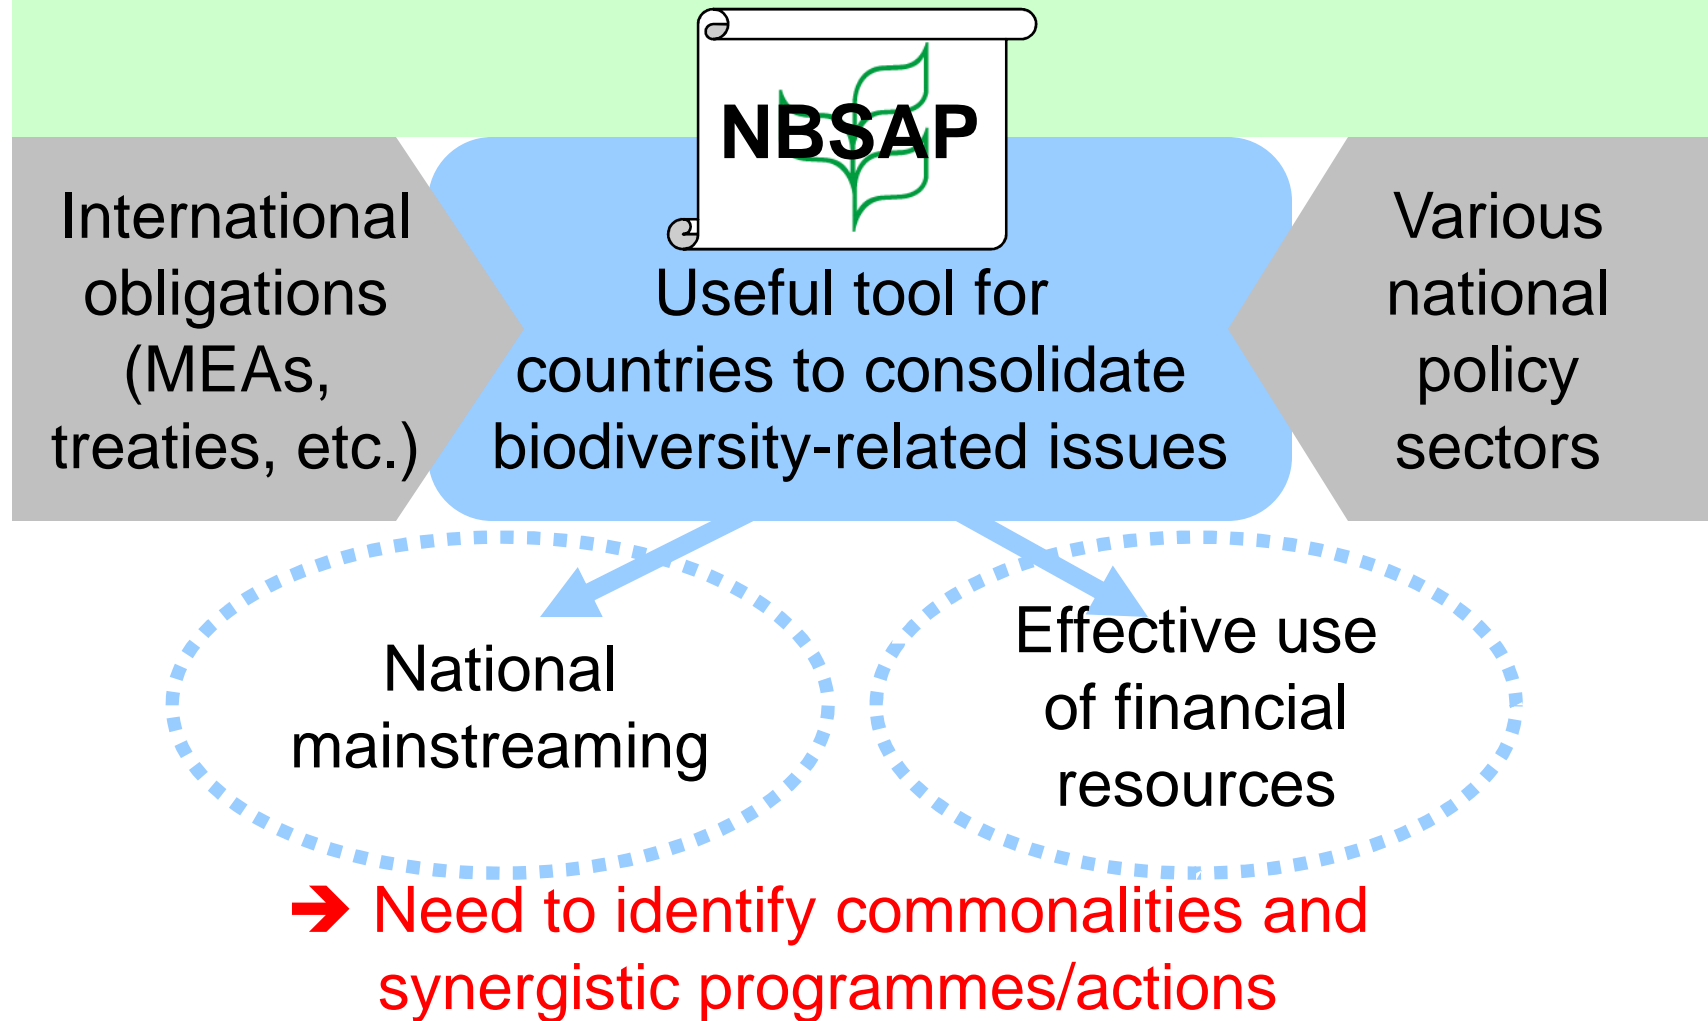 NBSAP
International
obligations
(MEAs,
treaties, etc.)
Useful tool for
countries to consolidate
biodiversity-related issues
Various
national
policy
sectors
National
mainstreaming
Effective use
of financial
resources
➔ Need to identify commonalities and
synergistic programmes/actions